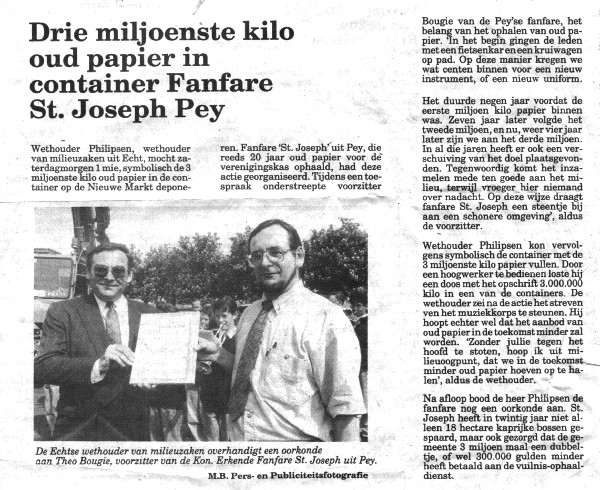 Drie miljoenste kilo
oud papier in
container Fanfare
St. Joseph Pey
Wethouder Philipsen, wethouder
van milieuzaken uit Echt, mocht za-
terdagmorgen 1 mie, symbolisch de 3
miljoenste kilo oud papier in de con-
tainer op de Nieuwe Markt depone-
ren. Fanfare 'St. Joseph' uit Pey, die
reeds 20 jaar oud papier voor de
verenigingskas ophaald, had deze
actie georganiseerd. Tijdens een toe-
spraak onderstreepte voorzitter
Bougie van de Pey'se fanfare, het
belang van het ophalen van oud pa-
pier. 'In het begin gingen de leden
met een fietsenkar en een kruiwagen
op pad. Op deze manier kregen we
wat centen binnen voor een nieuw
instrument, of een nieuw uniform.
Het duurde negen jaar voordat de
eerste miljoen kilo papier binnen
was. Zeven jaar later volgde het
tweede miljoen, en nu, weer vier jaar
later zijn we aan het derde miljoen.
In al die jaren heeft er ook een ver-
schuiving van het doel plaatsgevon-
den. Tegenwoordig komt het inza-
melen mede ten goede aan het mi-
lieu, terwijl vroeger hier niemand
over nadacht. Op deze wijze draagt
fanfare St. Joseph een steentje bij
aan een schonere omgeving', aldus
de voorzitter.
Wethouder Philipsen kon vervol-
gens symbolisch de container met de
3 miljoenste kilo papier vullen. Door
een hoogwerker te bedienen loste hij
een doos met het opschrift 3.000.000
kilo in een van de containers. De
wethouder zei na de actie het streven
van het muziekkorps te steunen. Hij
hoopt echter wel dat het aanbod van
oud papier in de toekomst minder zal
worden. 'Zonder jullie tegen het
hoofd te stoten, hoop ik uit mi-
lieuoogpunt, dat we in de toekomst
minder oud papier hoeven op te ha-
len', aldus de wethouder.
Na afloop bood de heer Philipsen de
fanfare nog een oorkonde aan. St.
Joseph heeft in twintig jaar niet al-
leen 18 hectare kaprijke bossen ge-
spaard, maar ook gezorgd dat de ge-
meente 3 miljoen maal een dubbel-
tje, of wel 300.000 gulden minder
heeft betaald aan de vuilnis-ophaal-
dienst.
De Echtse wethouder van milieuzaken overhandigt een oorkonde
aan Theo Bougie, voorzitter van de Kon. Erkende Fanfare St. Joseph uit Pey.
M.B. Pers- en Publiciteitsfotografie